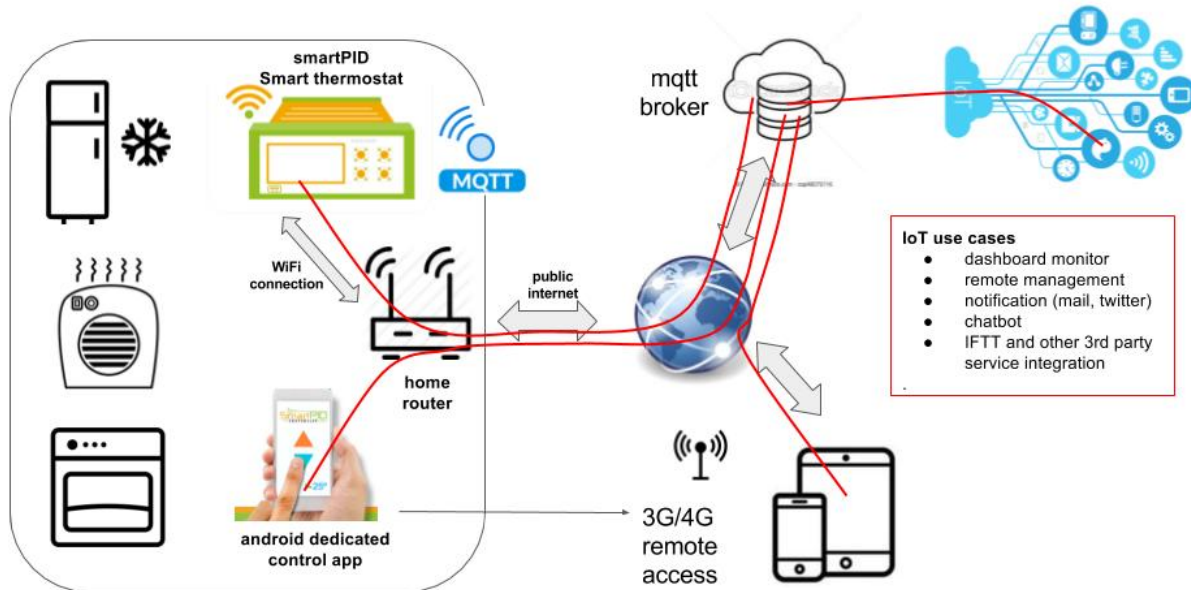 smartPID
Smart thermostat
MQTT
WiFi
connection
public
internet
home
router
SmartPID
android dedicated
control app
mqtt
broker
3G/4G
remote
access
IOT
IoT use cases
● dashboard monitor
● remote management
● notification (mail, twitter)
● chatbot
● IFTT and other 3rd party
service integration
.